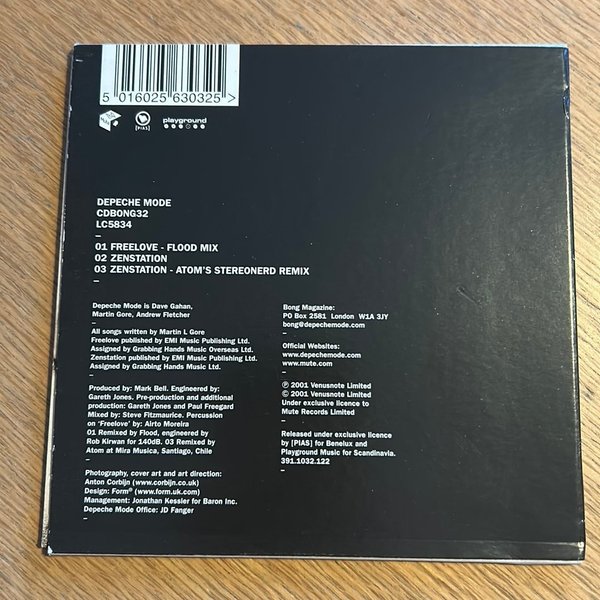 5 016025 630325 >
[PIAS]
playground
DEPECHE MODE
CDBONG32
LC5834
–
01 FREELOVE - FLOOD MIX
02 ZENSTATION
03 ZENSTATION - ATOM'S STEREONERD REMIX
–
Depeche Mode is Dave Gahan,
Martin Gore, Andrew Fletcher
–
All songs written by Martin L Gore
Freelove published by EMI Music Publishing Ltd.
Assigned by Grabbing Hands Music Overseas Ltd.
Zenstation published by EMI Music Publishing Ltd.
Assigned by Grabbing Hands Music Ltd.
–
Produced by: Mark Bell. Engineered by:
Gareth Jones. Pre-production and additional
production: Gareth Jones and Paul Freegard
Mixed by: Steve Fitzmaurice. Percussion
on 'Freelove' by: Airto Moreira
01 Remixed by Flood, engineered by
Rob Kirwan for 140dB. 03 Remixed by
Atom at Mira Musica, Santiago, Chile
–
Photography, cover art and art direction:
Anton Corbijn (www.corbijn.co.uk)
Design: Form® (www.form.uk.com)
Management: Jonathan Kessler for Baron Inc.
Depeche Mode Office: JD Fanger
–
Bong Magazine:
PO Box 2581 London W1A 3JY
bong@depechemode.com
–
Official Websites:
www.depechemode.com
www.mute.com
–
℗ 2001 Venusnote Limited
© 2001 Venusnote Limited
Under exclusive licence to
Mute Records Limited
–
Released under exclusive licence
by [PIAS] for Benelux and
Playground Music for Scandinavia.
391.1032.122
–